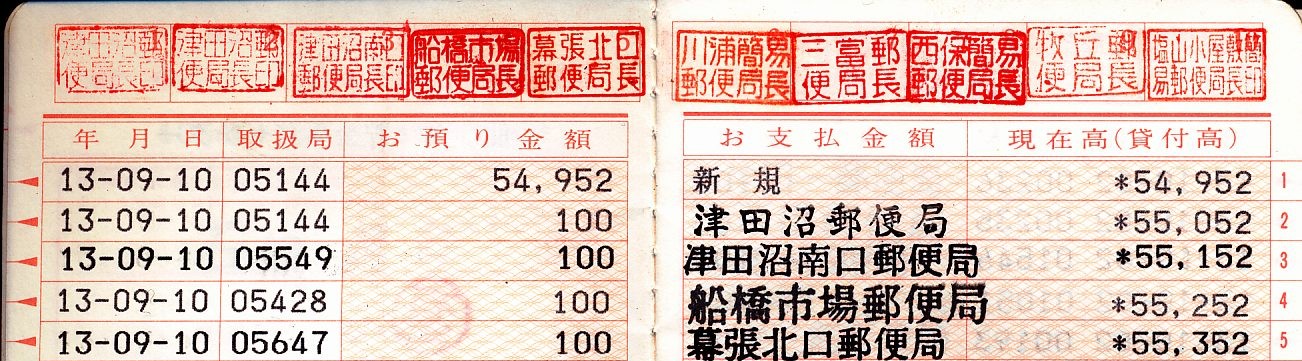 津田沼郵便局長印 津田沼郵便局長印 津田沼南口郵便局長印 船橋市場郵便局長 幕張北口郵便局長 川浦簡易郵便局長 三富郵便局長 西保簡易郵便局長 牧丘郵便局長 塩山小屋敷簡易郵便局長印
年月日 取扱局 お預り金額 お支払金額 現在高(貸付高)
13-09-10 05144 54,952 新規 *54,952 1
13-09-10 05144 100 津田沼郵便局 *55,052 2
13-09-10 05549 100 津田沼南口郵便局 *55,152 3
13-09-10 05428 100 船橋市場郵便局 *55,252 4
13-09-10 05647 100 幕張北口郵便局 *55,352 5